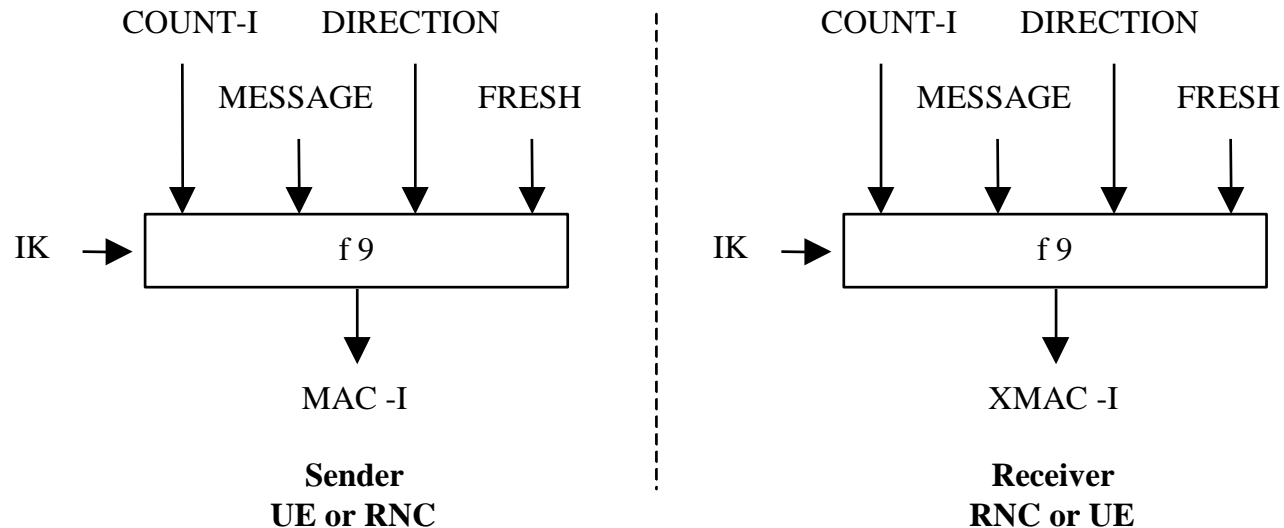 COUNT-I DIRECTION COUNT-I DIRECTION
MESSAGE FRESH MESSAGE FRESH
IK f 9 IK f 9
MAC -I XMAC -I
Sender Receiver
UE or RNC RNC or UE